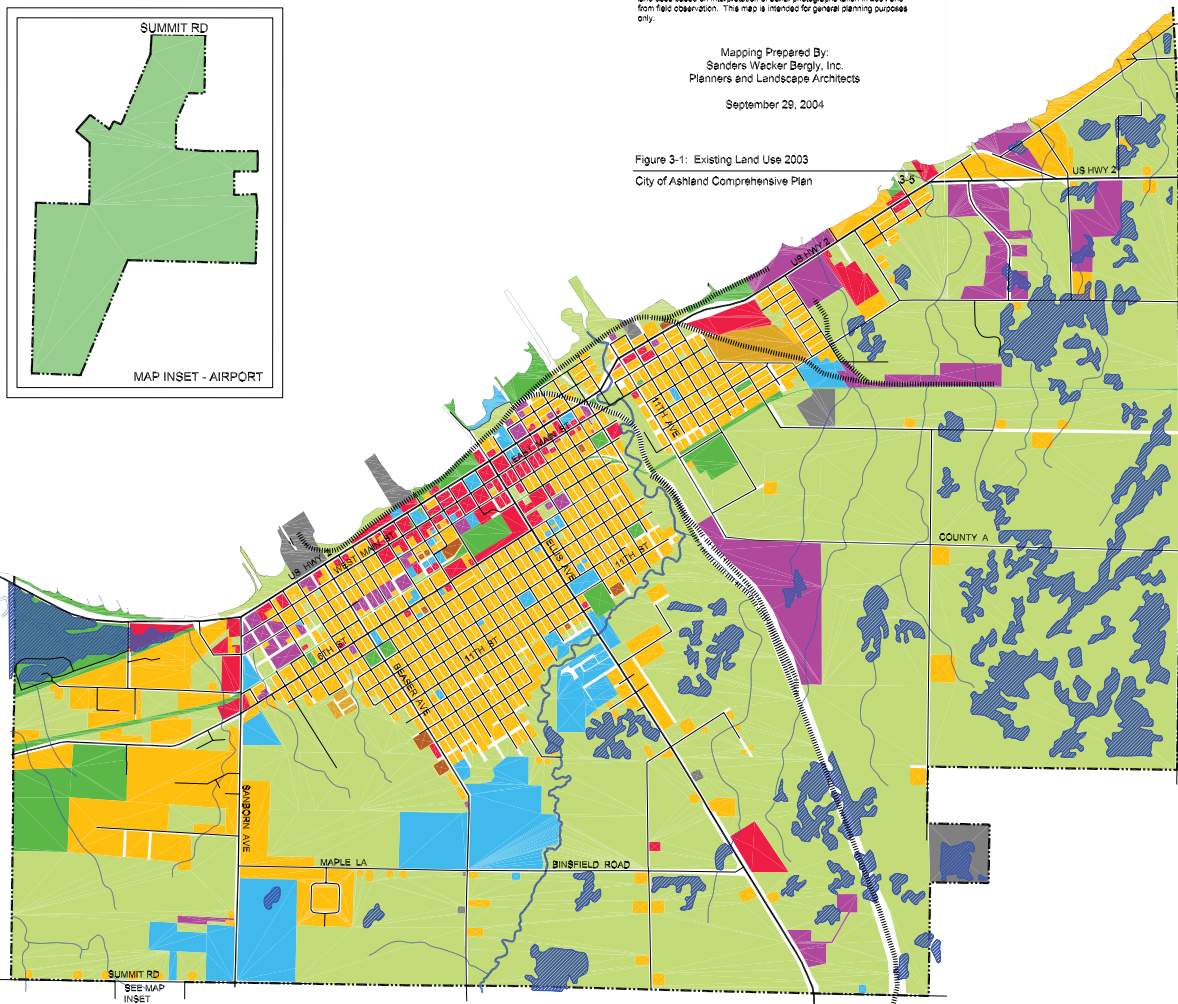 SUMMIT RD
MAP INSET - AIRPORT
from field observation. This map is intended for general planning purposes
only.
Mapping Prepared By:
Sanders Wacker Bergly, Inc.
Planners and Landscape Architects
September 29, 2004
Figure 3-1: Existing Land Use 2003
City of Ashland Comprehensive Plan
3-5
US HWY 2
US HWY 2
11TH AVE
EAST MAIN ST
WEST MAIN ST
US HWY 2
ELLIS AVE
11TH ST
COUNTY A
6TH ST
11TH ST
BEASER AVE
SANBORN AVE
MAPLE LA
BINSFIELD ROAD
SUMMIT RD
SEE MAP
INSET